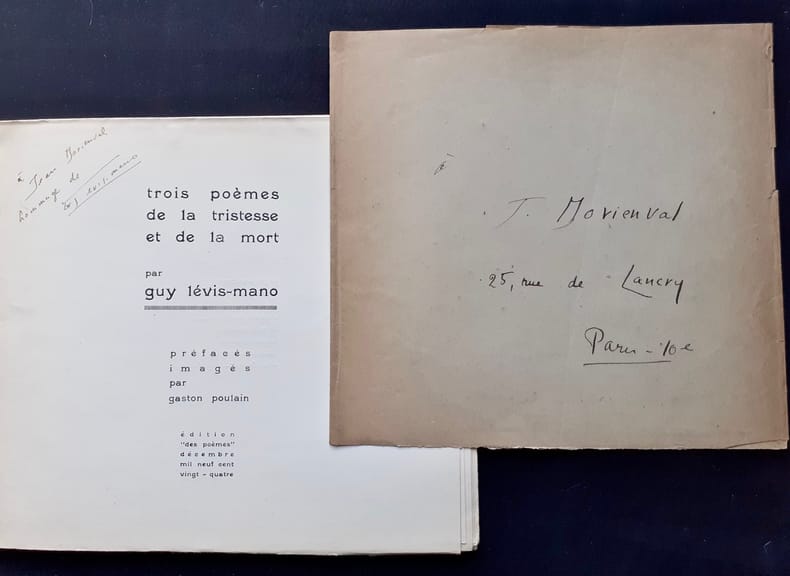 à
Jean Morienval
hommage de
lévis-mano
trois poèmes
de la tristesse
et de la mort
par
guy lévis-mano
préfacés
imagés
par
gaston poulain
édition
"des poèmes"
décembre
mil neuf cent
vingt-quatre
à
J. Morienval
25, rue de Lancry
Paris-10e